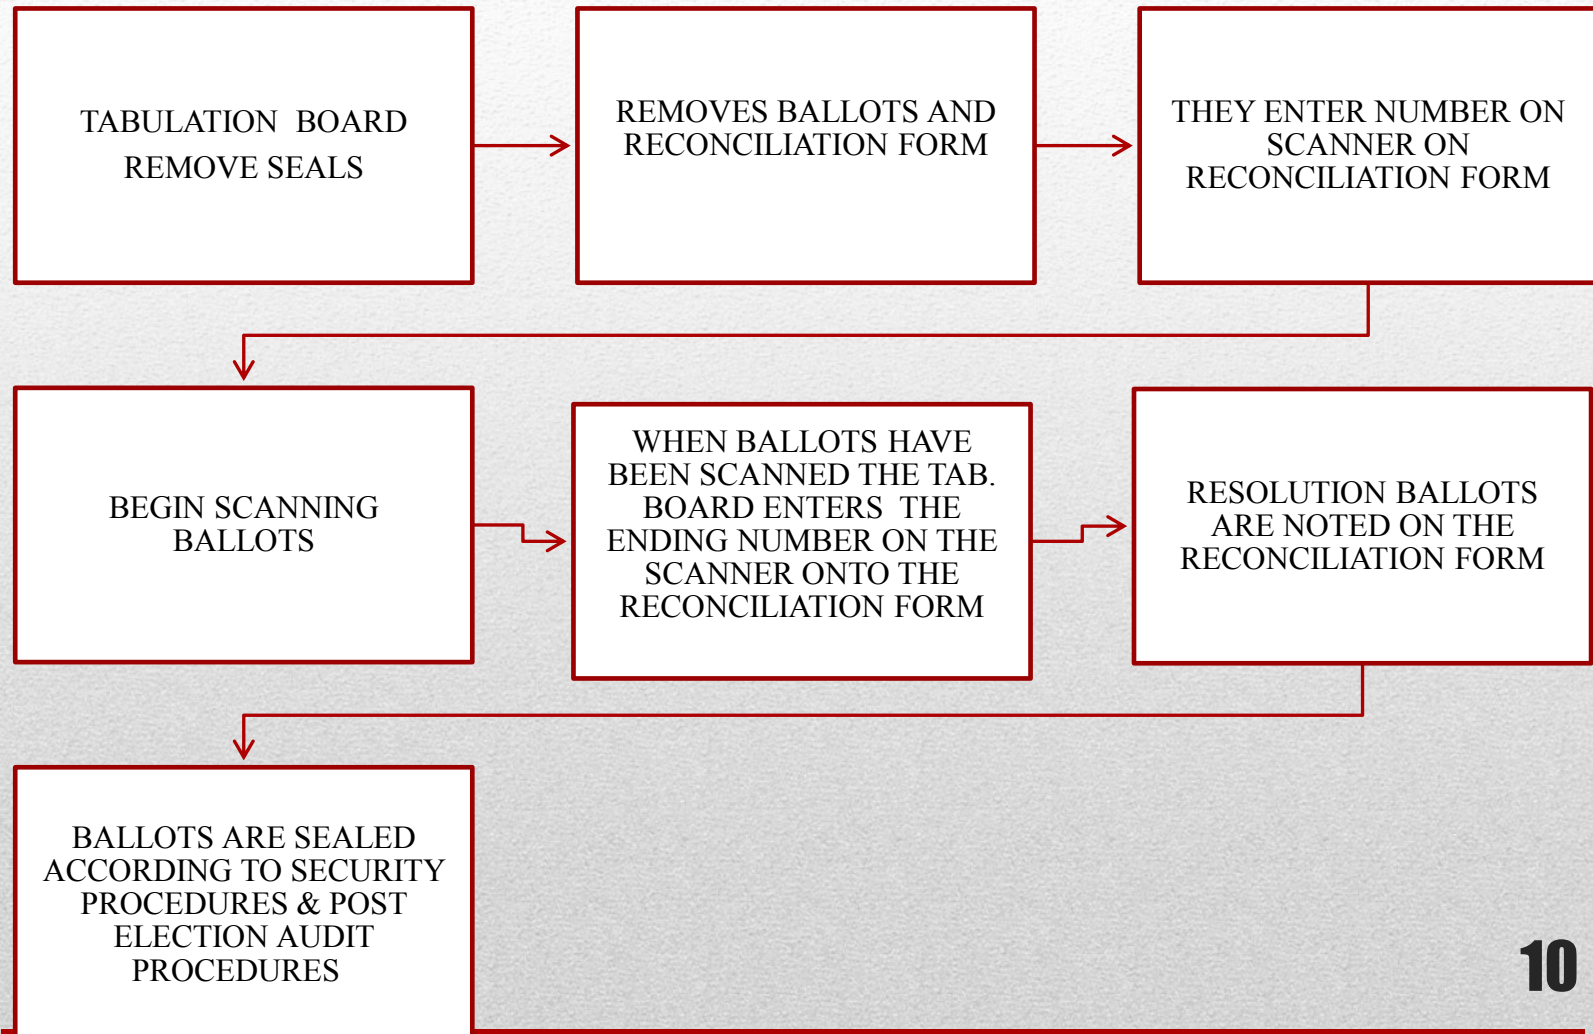 TABULATION BOARD
REMOVE SEALS
REMOVES BALLOTS AND
RECONCILIATION FORM
THEY ENTER NUMBER ON
SCANNER ON
RECONCILIATION FORM
BEGIN SCANNING
BALLOTS
WHEN BALLOTS HAVE
BEEN SCANNED THE TAB.
BOARD ENTERS THE
ENDING NUMBER ON THE
SCANNER ONTO THE
RECONCILIATION FORM
RESOLUTION BALLOTS
ARE NOTED ON THE
RECONCILIATION FORM
BALLOTS ARE SEALED
ACCORDING TO SECURITY
PROCEDURES & POST
ELECTION AUDIT
PROCEDURES
10